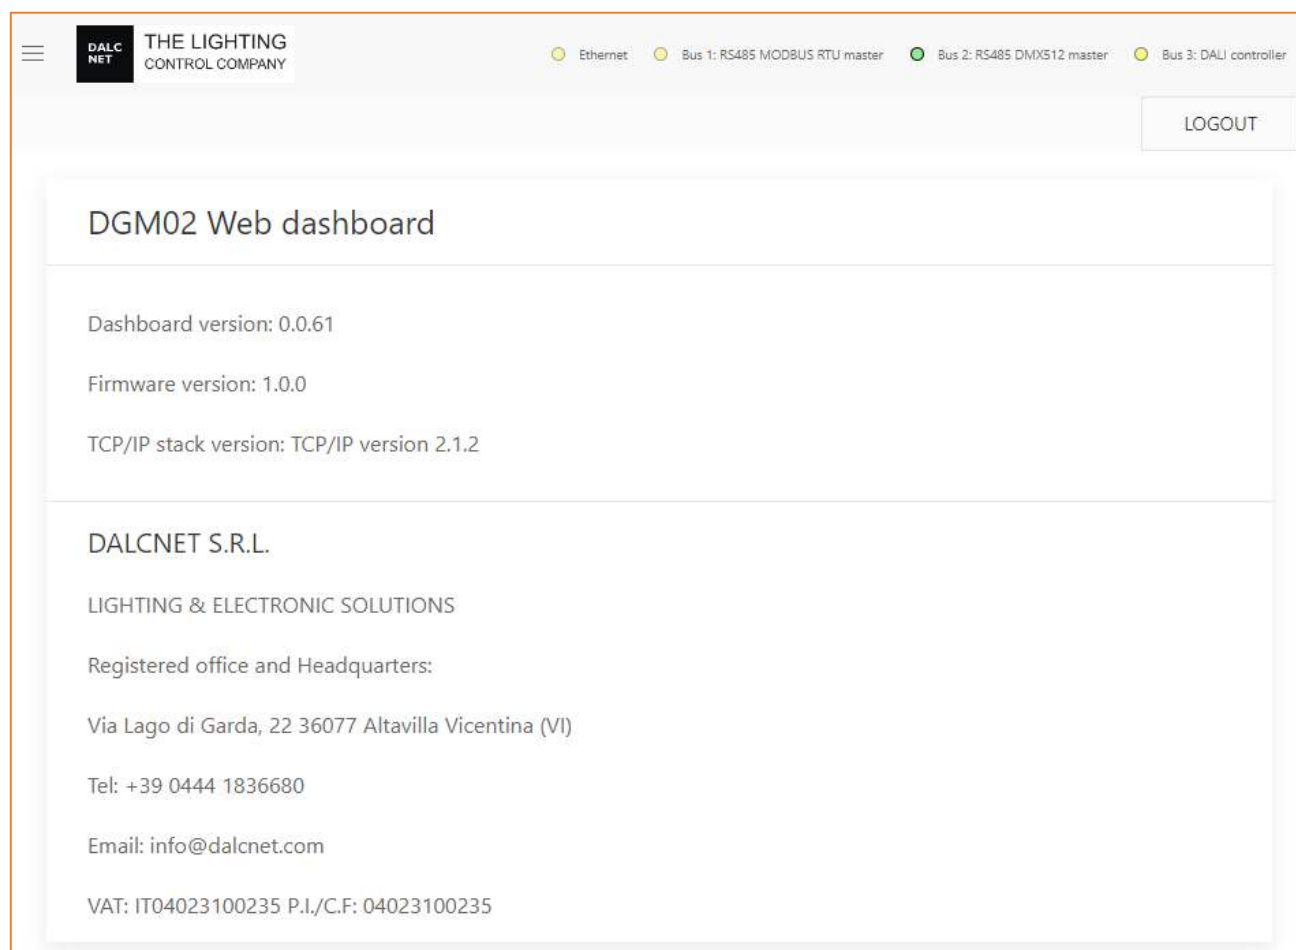 DALC
NET
THE LIGHTING
CONTROL COMPANY
Ethernet
Bus 1: RS485 MODBUS RTU master
Bus 2: RS485 DMX512 master
Bus 3: DALI controller
LOGOUT
DGM02 Web dashboard
Dashboard version: 0.0.61
Firmware version: 1.0.0
TCP/IP stack version: TCP/IP version 2.1.2
DALCNET S.R.L.
LIGHTING & ELECTRONIC SOLUTIONS
Registered office and Headquarters:
Via Lago di Garda, 22 36077 Altavilla Vicentina (VI)
Tel: +39 0444 1836680
Email: info@dalcnet.com
VAT: IT04023100235 P.I./C.F: 04023100235